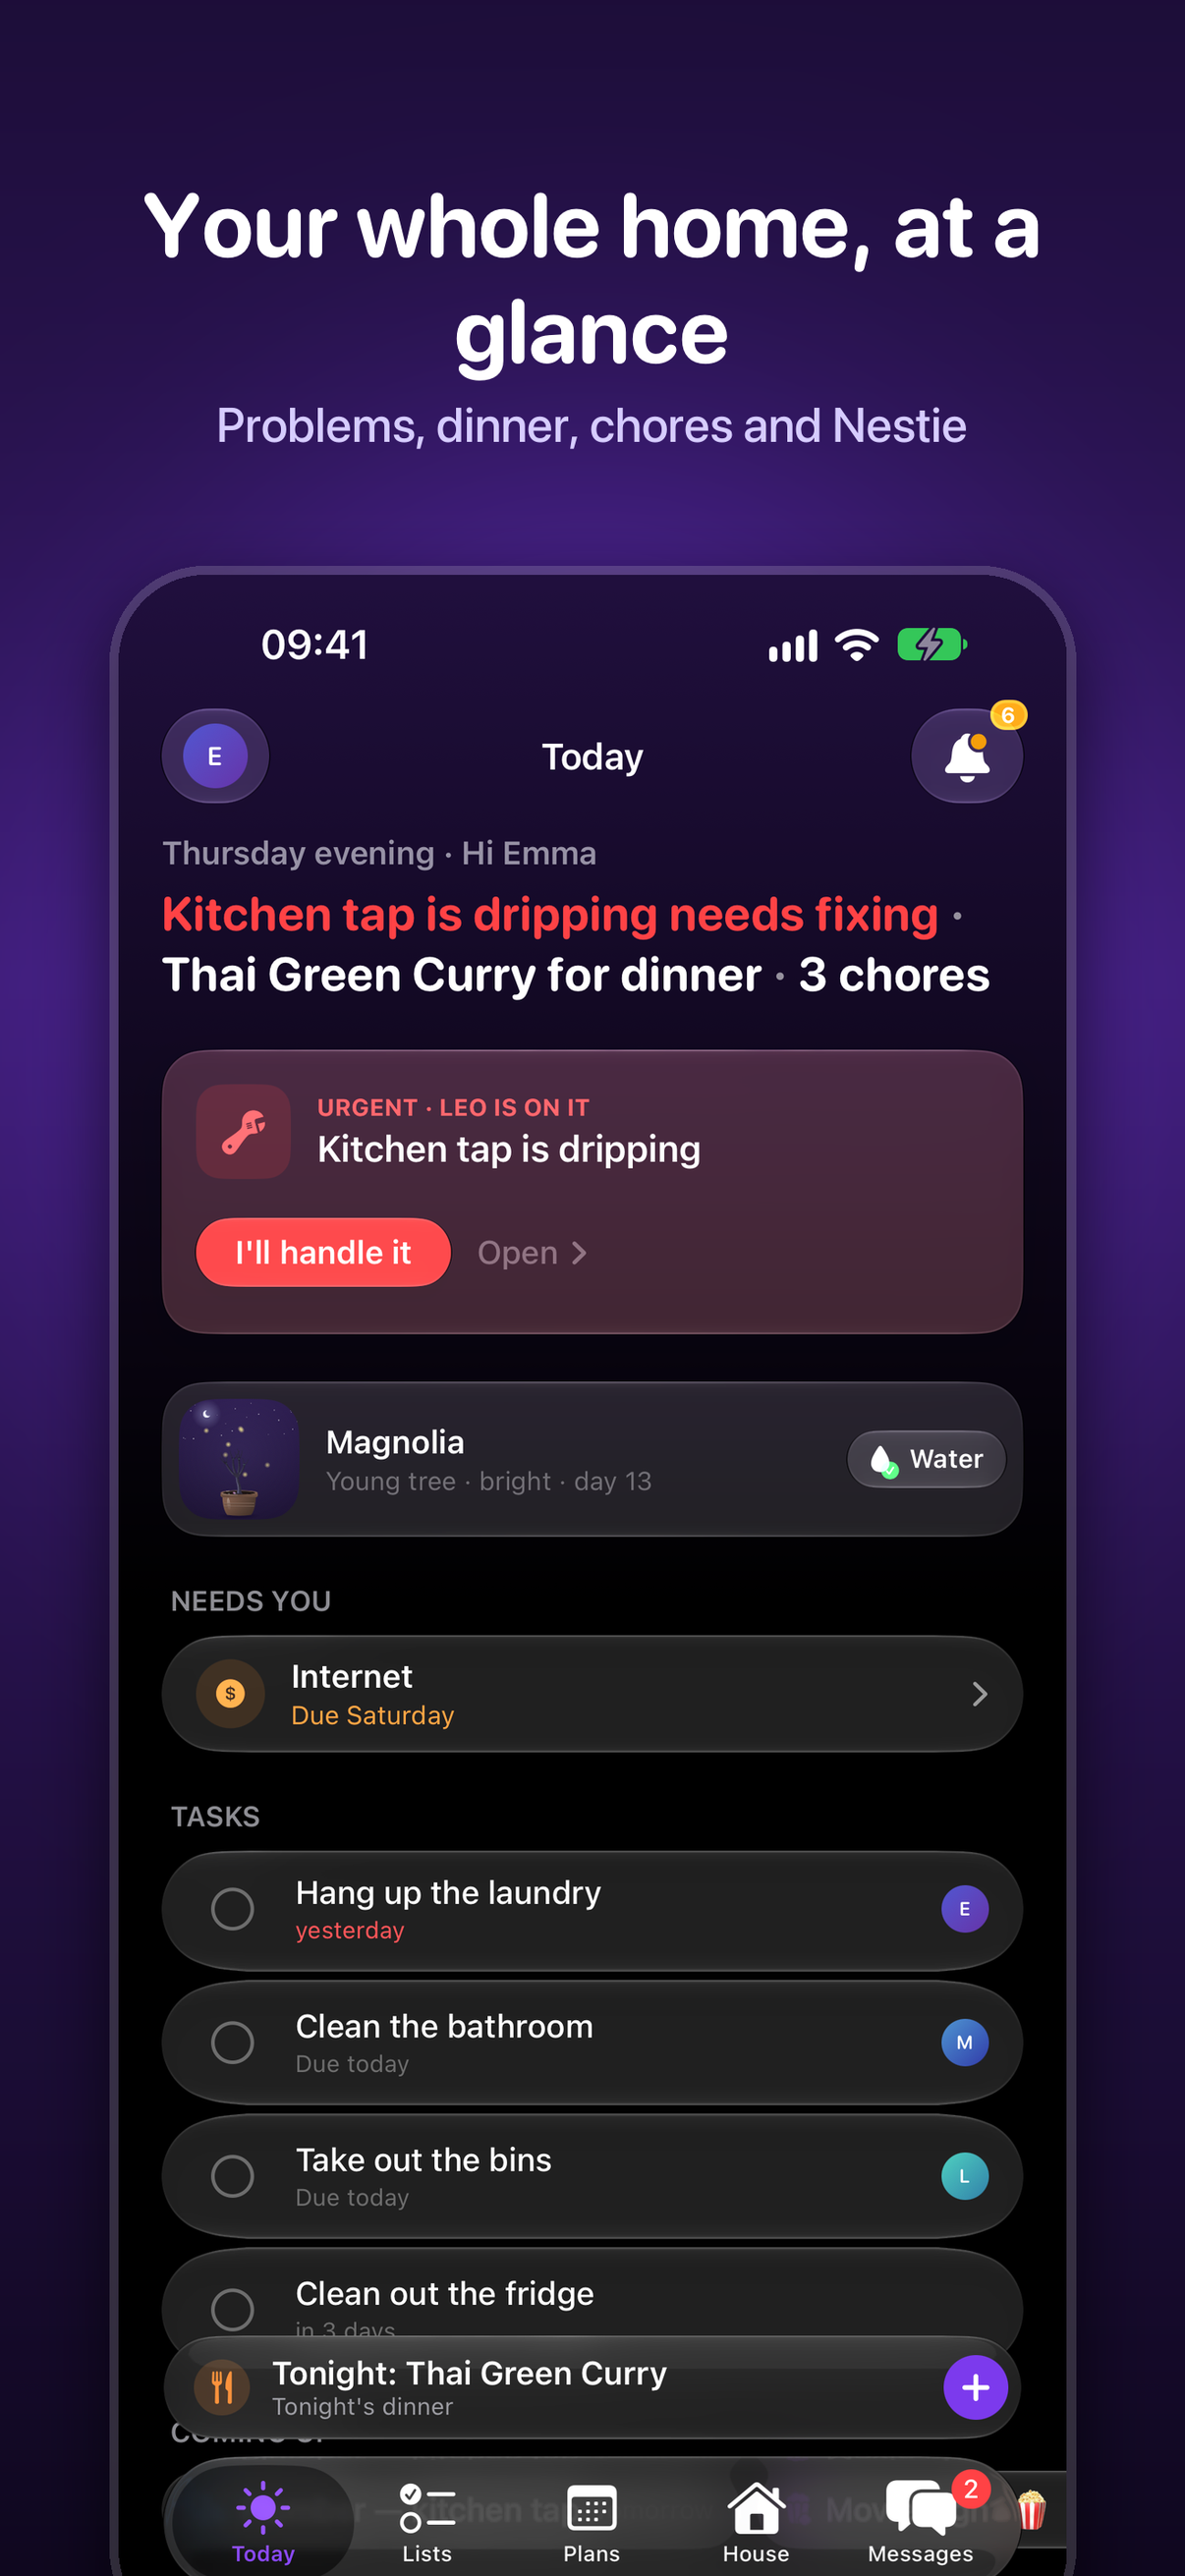 Your whole home, at a
glance
Problems, dinner, chores and Nestie
09:41
E
Today
6
Thursday evening · Hi Emma
Kitchen tap is dripping needs fixing ·
Thai Green Curry for dinner · 3 chores
URGENT · LEO IS ON IT
Kitchen tap is dripping
I'll handle it
Open
Magnolia
Young tree · bright · day 13
Water
NEEDS YOU
$
Internet
Due Saturday
TASKS
Hang up the laundry
yesterday
E
Clean the bathroom
Due today
M
Take out the bins
Due today
L
Clean out the fridge
in 3 days
Tonight: Thai Green Curry
Tonight's dinner
2
Today
Lists
Plans
House
Messages